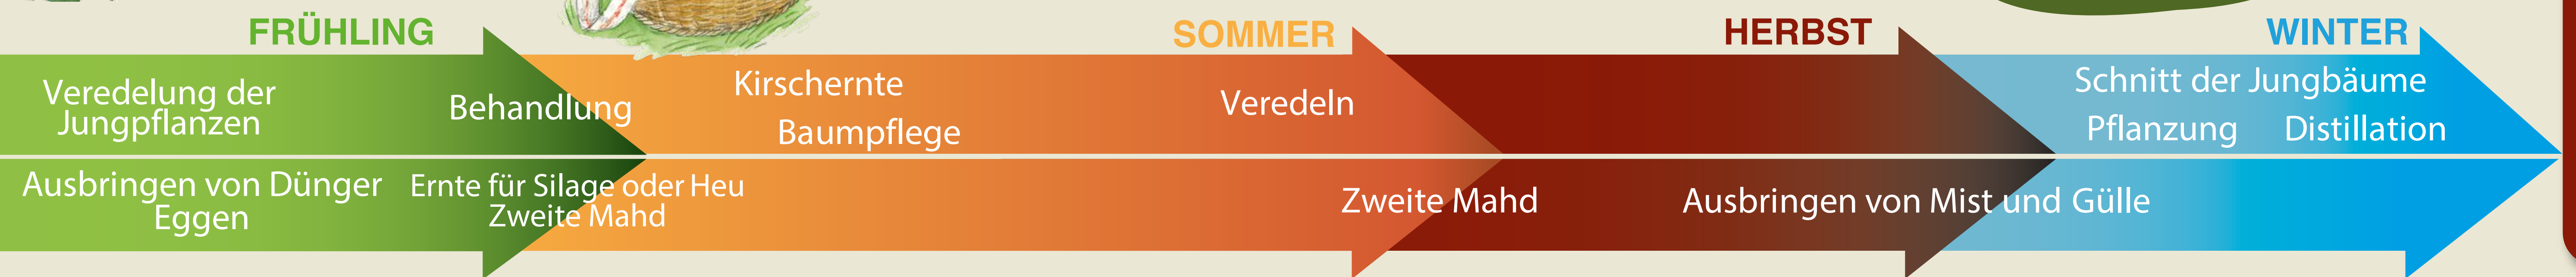 FRÜHLING
SOMMER
HERBST
WINTER
Veredelung der
Jungpflanzen
Behandlung
Kirschernte
Baumpflege
Veredeln
Schnitt der Jungbäume
Pflanzung
Distillation
Ausbringen von Dünger
Eggen
Ernte für Silage oder Heu
Zweite Mahd
Zweite Mahd
Ausbringen von Mist und Gülle